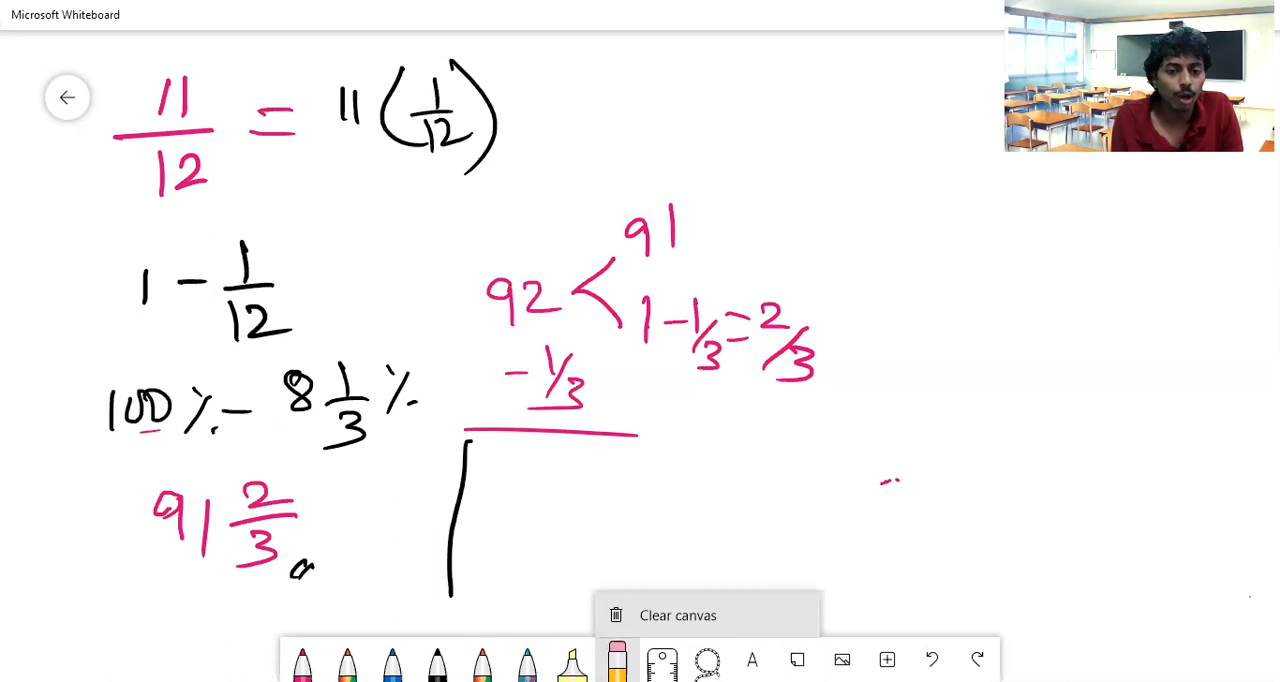 Microsoft Whiteboard
11/12 = 11(1/12)
1 - 1/12
100% - 8 1/3 %
91 2/3
92 < 91
1 - 1/3 = 2/3
- 1/3
Clear canvas
A